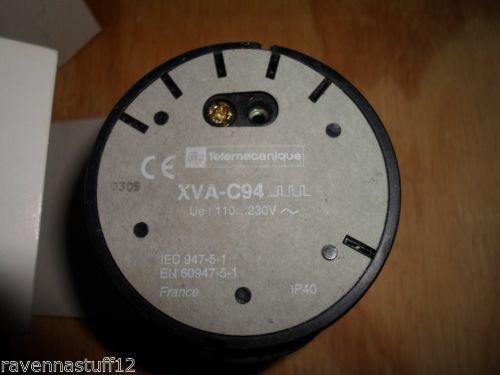 Telemecanique
CE
0309
XVA-C94
Ue : 110...230V ~
IEC 947-5-1
EN 60947-5-1
France
IP40
ravennastuff12